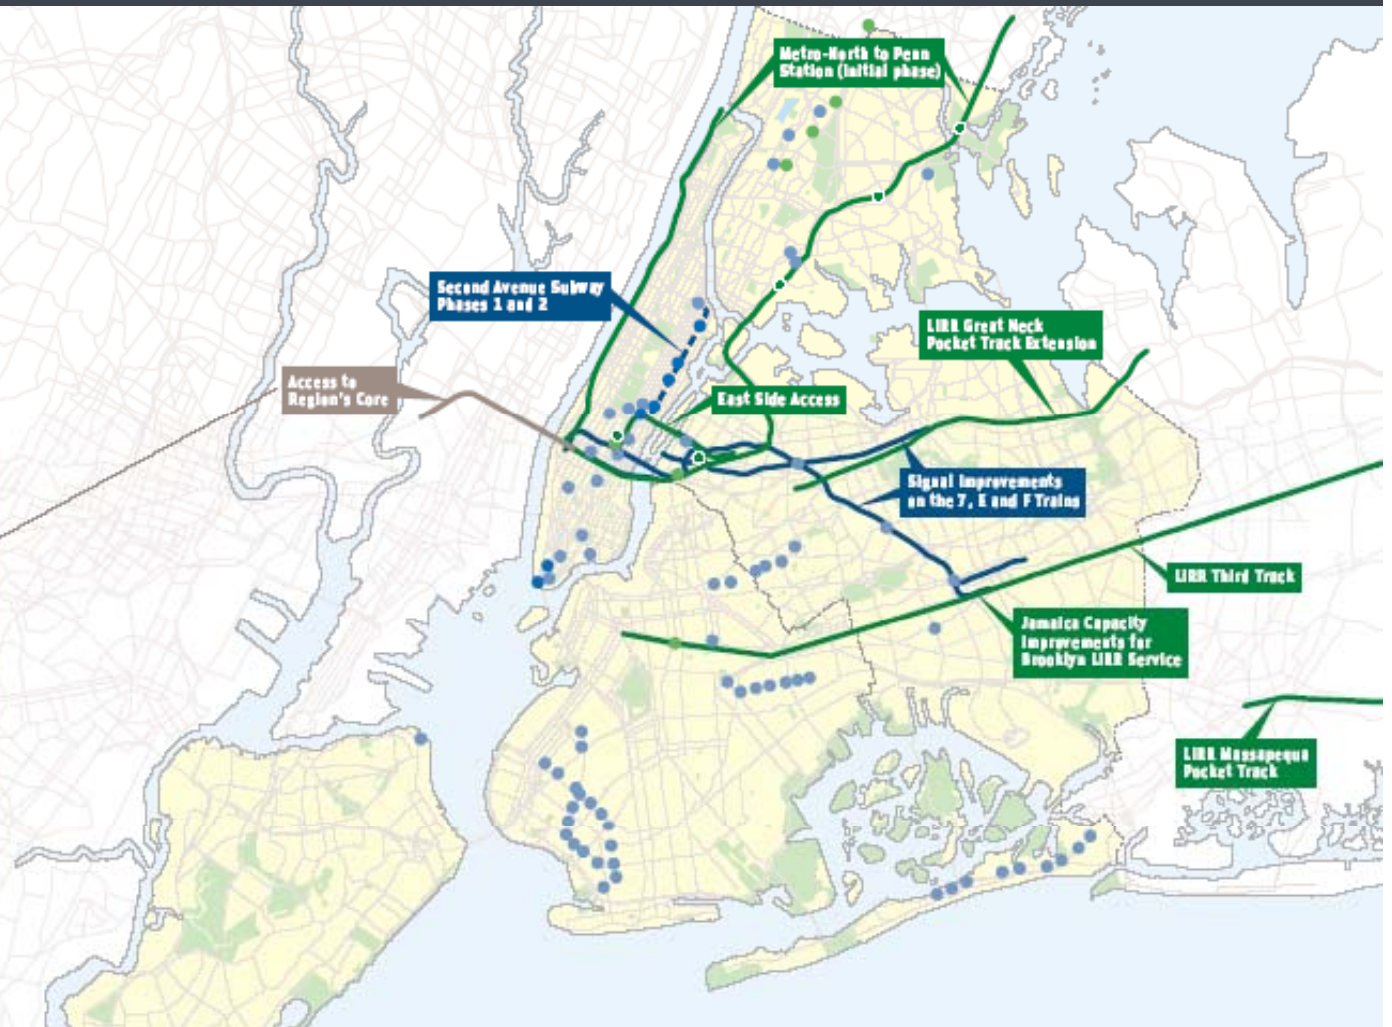 Metro-North to Penn
Station (initial phase)
Second Avenue Subway
Phases 1 and 2
LIRR Great Neck
Pocket Track Extension
Access to
Region's Core
East Side Access
Signal Improvements
on the 7, E and F Trains
LIRR Third Track
Jamaica Capacity
Improvements for
Brooklyn LIRR Service
LIRR Massapequa
Pocket Track